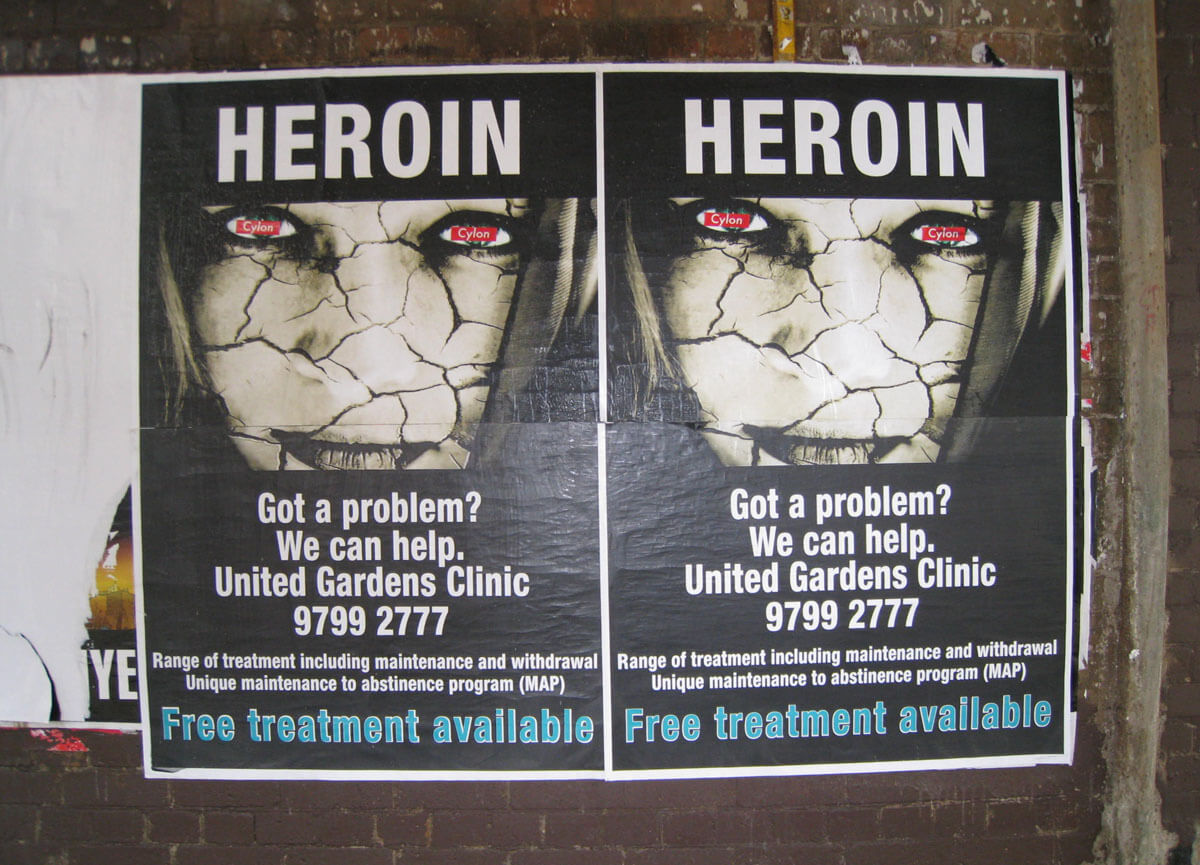 HEROIN
Cylon Cylon
Got a problem?
We can help.
United Gardens Clinic
9799 2777
Range of treatment including maintenance and withdrawal
Unique maintenance to abstinence program (MAP)
Free treatment available
HEROIN
Cylon Cylon
Got a problem?
We can help.
United Gardens Clinic
9799 2777
Range of treatment including maintenance and withdrawal
Unique maintenance to abstinence program (MAP)
Free treatment available
YE